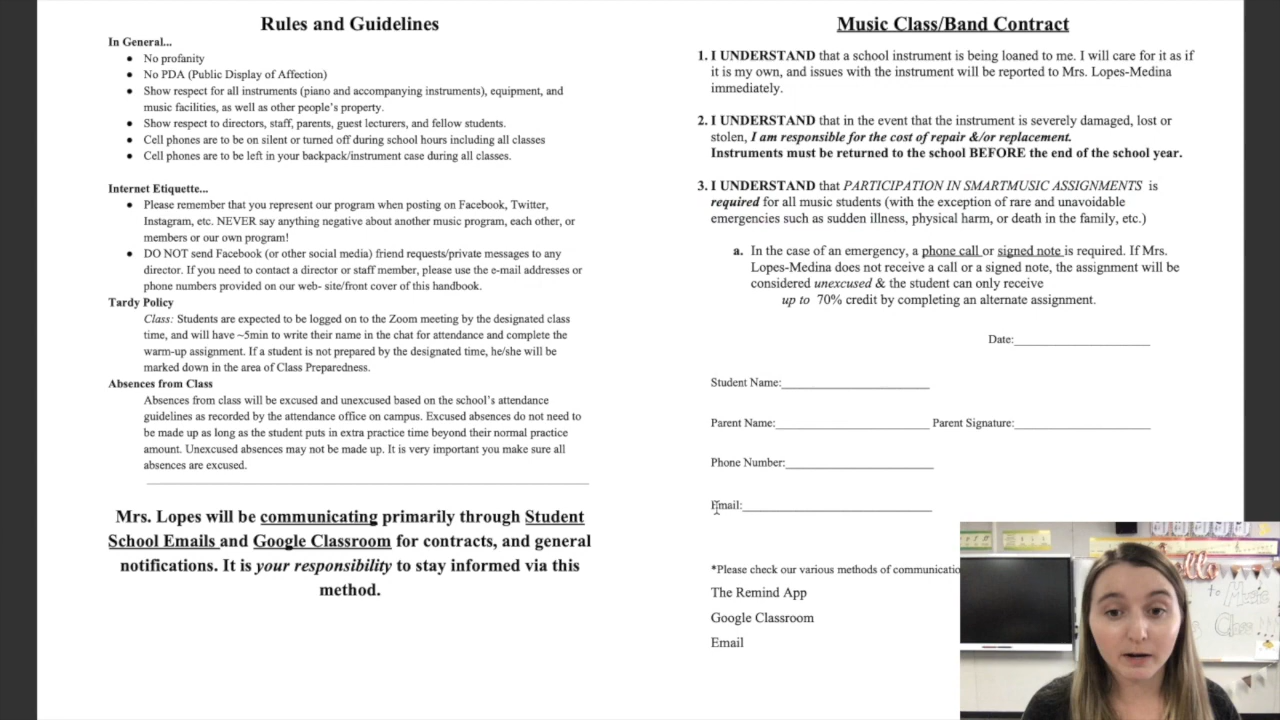 Rules and Guidelines
In General...
● No profanity
● No PDA (Public Display of Affection)
● Show respect for all instruments (piano and accompanying instruments), equipment, and
music facilities, as well as other people's property.
● Show respect to directors, staff, parents, guest lecturers, and fellow students.
● Cell phones are to be on silent or turned off during school hours including all classes
● Cell phones are to be left in your backpack/instrument case during all classes.
Internet Etiquette...
● Please remember that you represent our program when posting on Facebook, Twitter,
Instagram, etc. NEVER say anything negative about another music program, each other, or
members or our own program!
● DO NOT send Facebook (or other social media) friend requests/private messages to any
director. If you need to contact a director or staff member, please use the e-mail addresses or
phone numbers provided on our web- site/front cover of this handbook.
Tardy Policy
Class: Students are expected to be logged on to the Zoom meeting by the designated class
time, and will have ~5min to write their name in the chat for attendance and complete the
warm-up assignment. If a student is not prepared by the designated time, he/she will be
marked down in the area of Class Preparedness.
Absences from Class
Absences from class will be excused and unexcused based on the school's attendance
guidelines as recorded by the attendance office on campus. Excused absences do not need to
be made up as long as the student puts in extra practice time beyond their normal practice
amount. Unexcused absences may not be made up. It is very important you make sure all
absences are excused.
Mrs. Lopes will be communicating primarily through Student
School Emails and Google Classroom for contracts, and general
notifications. It is your responsibility to stay informed via this
method.
Music Class/Band Contract
1. I UNDERSTAND that a school instrument is being loaned to me. I will care for it as if
it is my own, and issues with the instrument will be reported to Mrs. Lopes-Medina
immediately.
2. I UNDERSTAND that in the event that the instrument is severely damaged, lost or
stolen, I am responsible for the cost of repair &/or replacement.
Instruments must be returned to the school BEFORE the end of the school year.
3. I UNDERSTAND that PARTICIPATION IN SMARTMUSIC ASSIGNMENTS is
required for all music students (with the exception of rare and unavoidable
emergencies such as sudden illness, physical harm, or death in the family, etc.)
a. In the case of an emergency, a phone call or signed note is required. If Mrs.
Lopes-Medina does not receive a call or a signed note, the assignment will be
considered unexcused & the student can only receive
up to 70% credit by completing an alternate assignment.
Date:
Student Name:
Parent Name: Parent Signature:
Phone Number:
Email:
*Please check our various methods of
The Remind App
Google Classroom
Email
to Music
Class